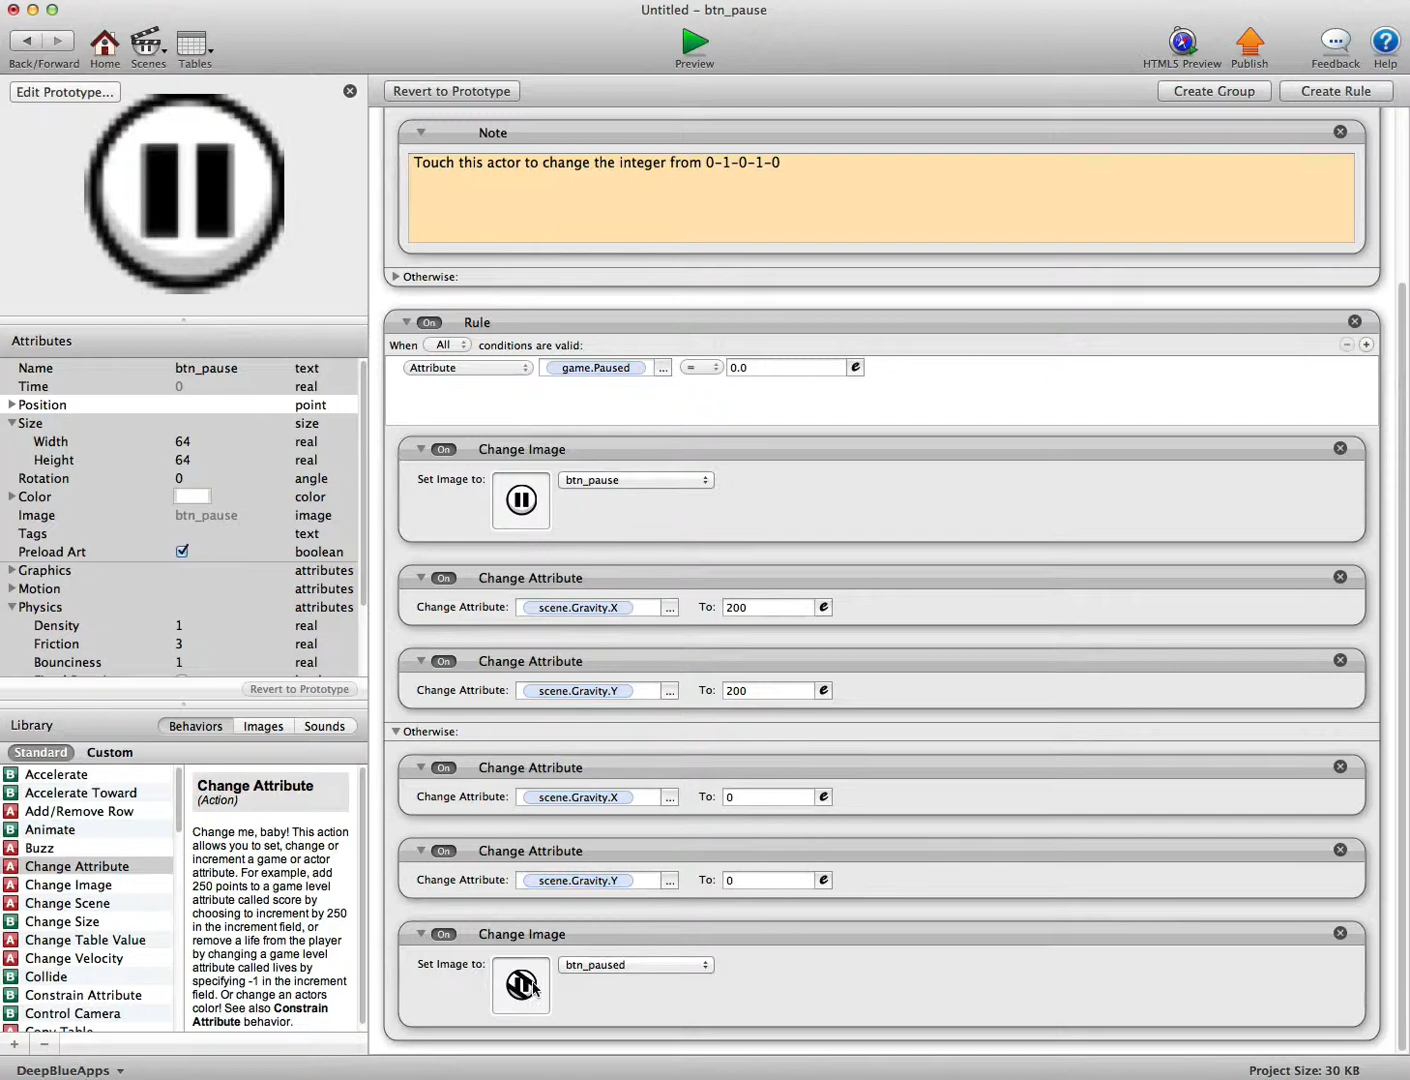 Untitled – btn_pause
Back/Forward
Home
Scenes
Tables
Preview
HTML5 Preview
Publish
Feedback
Help
Edit Prototype...
Revert to Prototype
Create Group
Create Rule
Note
Touch this actor to change the integer from 0-1-0-1-0
Otherwise:
On Rule
When All conditions are valid:
Attribute game.Paused ... = 0.0 e
On Change Image
Set Image to: btn_pause
On Change Attribute
Change Attribute: scene.Gravity.X ... To: 200 e
On Change Attribute
Change Attribute: scene.Gravity.Y ... To: 200 e
Otherwise:
On Change Attribute
Change Attribute: scene.Gravity.X ... To: 0 e
On Change Attribute
Change Attribute: scene.Gravity.Y ... To: 0 e
On Change Image
Set Image to: btn_paused
Attributes
Name btn_pause text
Time 0 real
Position point
Size size
Width 64 real
Height 64 real
Rotation 0 angle
Color color
Image btn_pause image
Tags text
Preload Art boolean
Graphics attributes
Motion attributes
Physics attributes
Density 1 real
Friction 3 real
Bounciness 1 real
Revert to Prototype
Library Behaviors Images Sounds
Standard Custom
B Accelerate
B Accelerate Toward
A Add/Remove Row
B Animate
A Buzz
A Change Attribute
A Change Image
A Change Scene
B Change Size
A Change Table Value
A Change Velocity
B Collide
B Constrain Attribute
B Control Camera
Change Attribute
(Action)
Change me, baby! This action
allows you to set, change or
increment a game or actor
attribute. For example, add
250 points to a game level
attribute called score by
choosing to increment by 250
in the increment field, or
remove a life from the player
by changing a game level
attribute called lives by
specifying -1 in the increment
field. Or change an actors
color! See also Constrain
Attribute behavior.
DeepBlueApps
Project Size: 30 KB